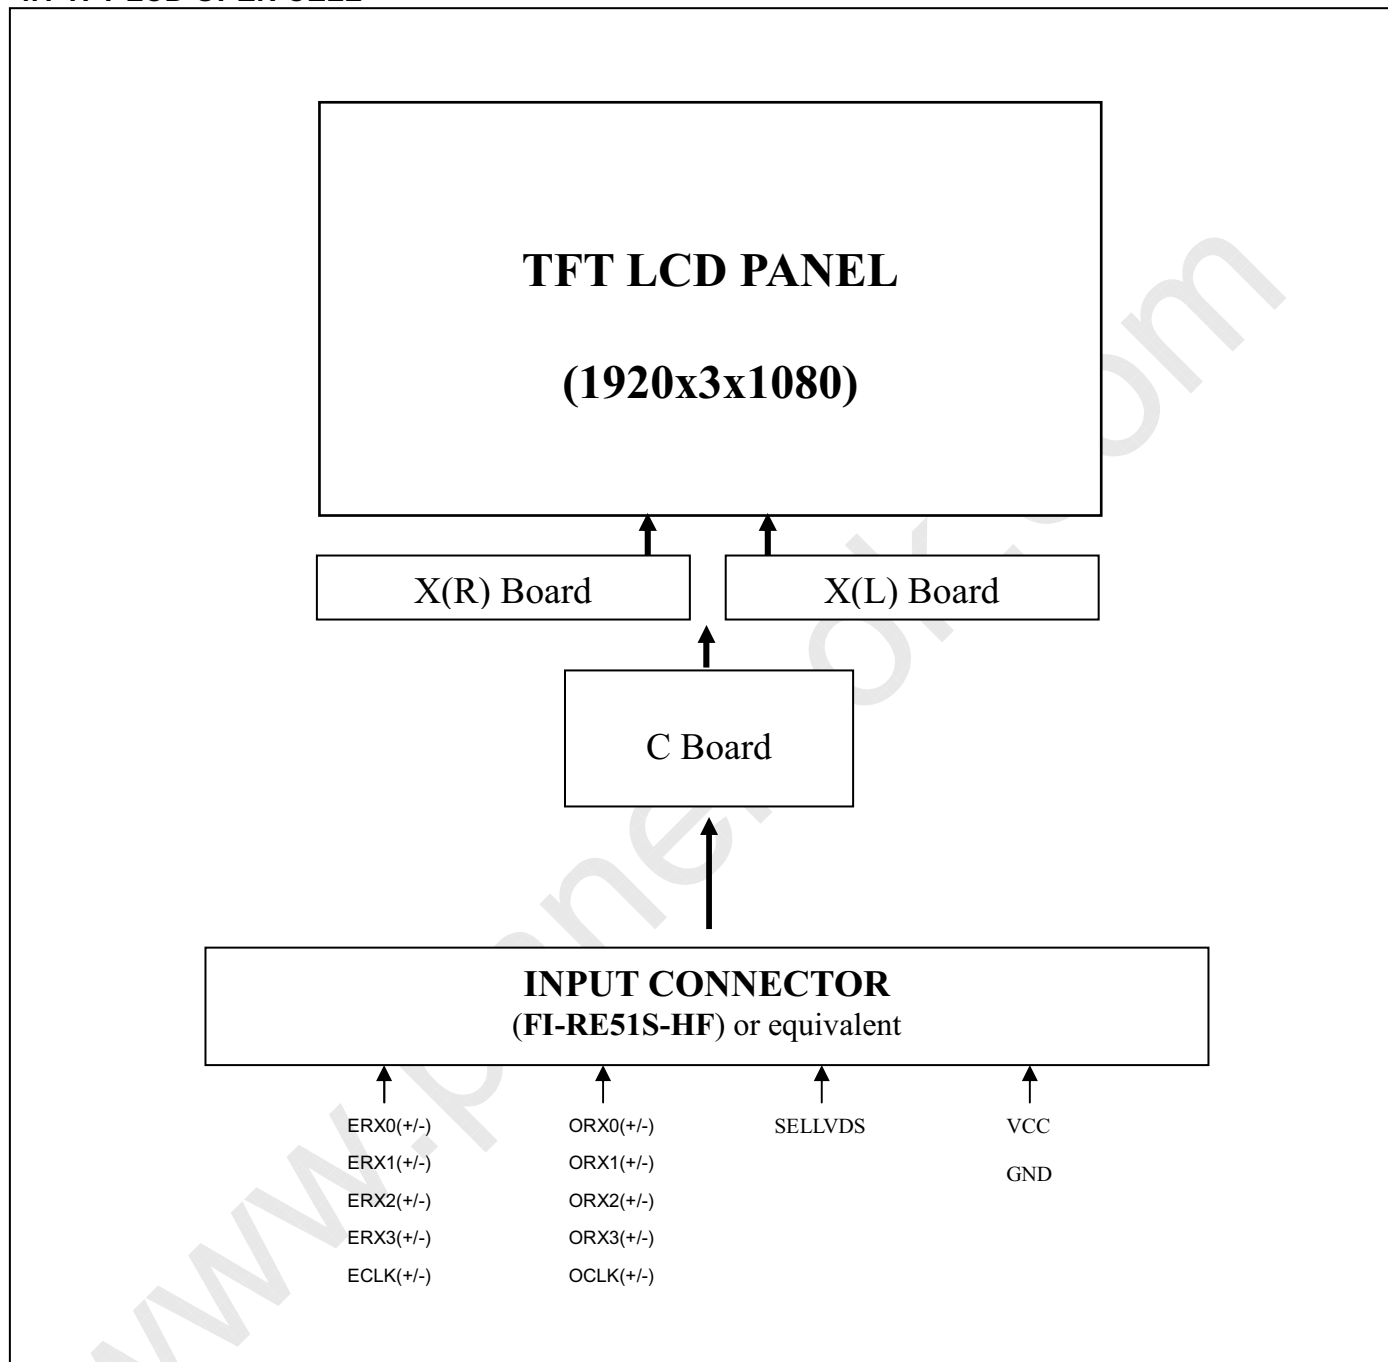 TFT LCD PANEL
(1920x3x1080)
X(R) Board
X(L) Board
C Board
INPUT CONNECTOR
(FI-RE51S-HF) or equivalent
ERX0(+/-)
ERX1(+/-)
ERX2(+/-)
ERX3(+/-)
ECLK(+/-)
ORX0(+/-)
ORX1(+/-)
ORX2(+/-)
ORX3(+/-)
OCLK(+/-)
SELLVDS
VCC
GND